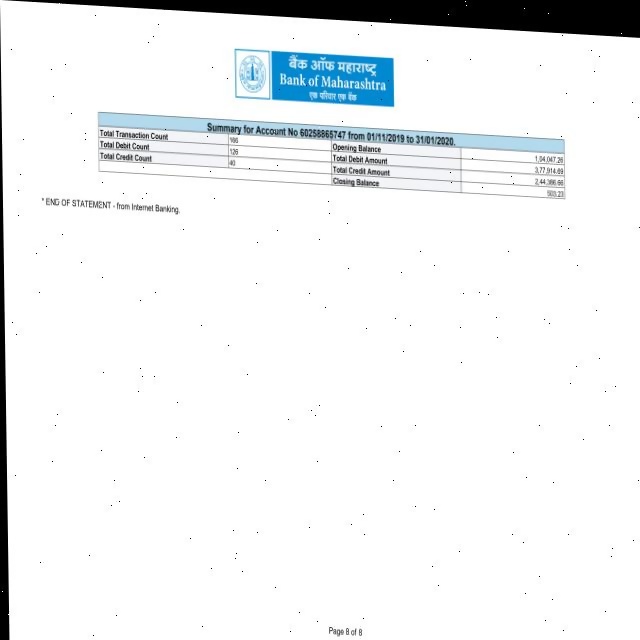 बैंक ऑफ महाराष्ट्र
Bank of Maharashtra
एक परिवार एक बैंक
Summary for Account No 60258865747 from 01/11/2019 to 31/01/2020.
Total Transaction Count 166 Opening Balance 1,04,047.26
Total Debit Count 126 Total Debit Amount 3,77,914.69
Total Credit Count 40 Total Credit Amount 2,44,386.66
Closing Balance 503.23
* END OF STATEMENT - from Internet Banking.
Page 8 of 8